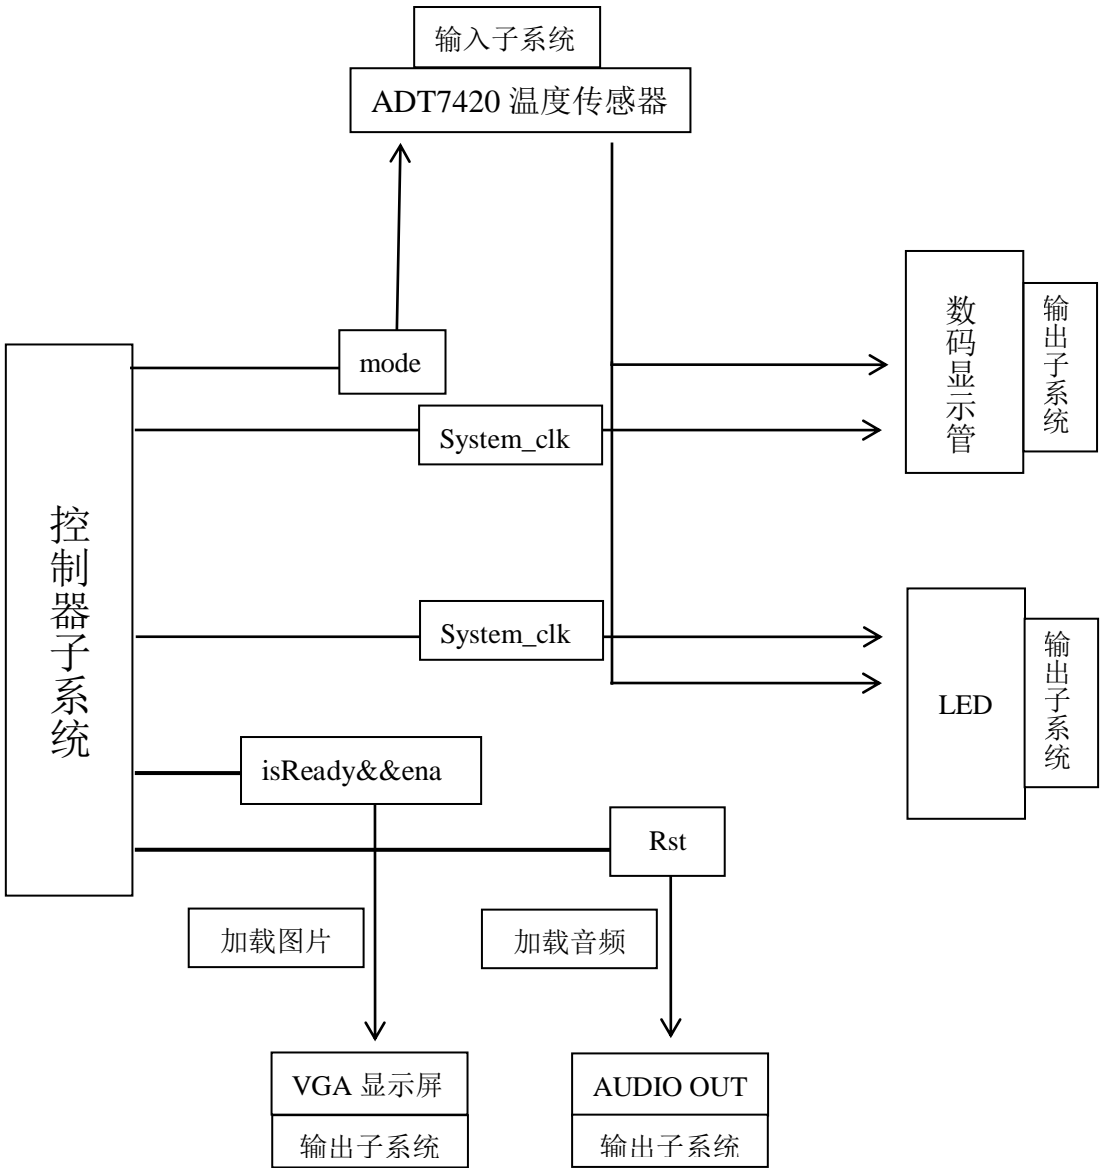 输入子系统
ADT7420 温度传感器
数码显示管
输出子系统
mode
System_clk
控制器子系统
System_clk
LED
输出子系统
isReady&&ena
Rst
加载图片
加载音频
VGA 显示屏
输出子系统
AUDIO OUT
输出子系统